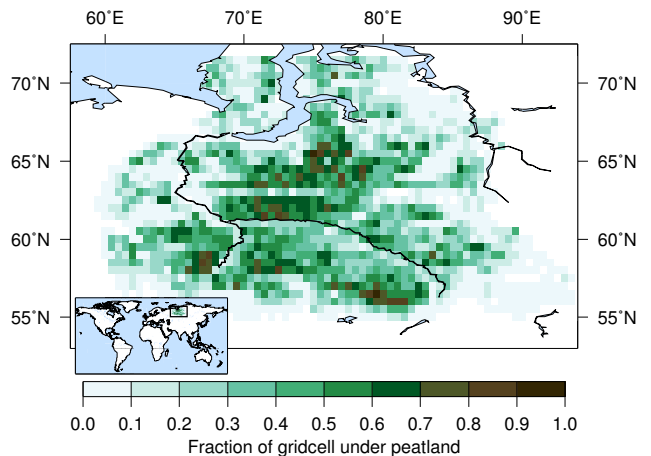 60°E 70°E 80°E 90°E
70°N 70°N
65°N 65°N
60°N 60°N
55°N 55°N
0.0 0.1 0.2 0.3 0.4 0.5 0.6 0.7 0.8 0.9 1.0
Fraction of gridcell under peatland